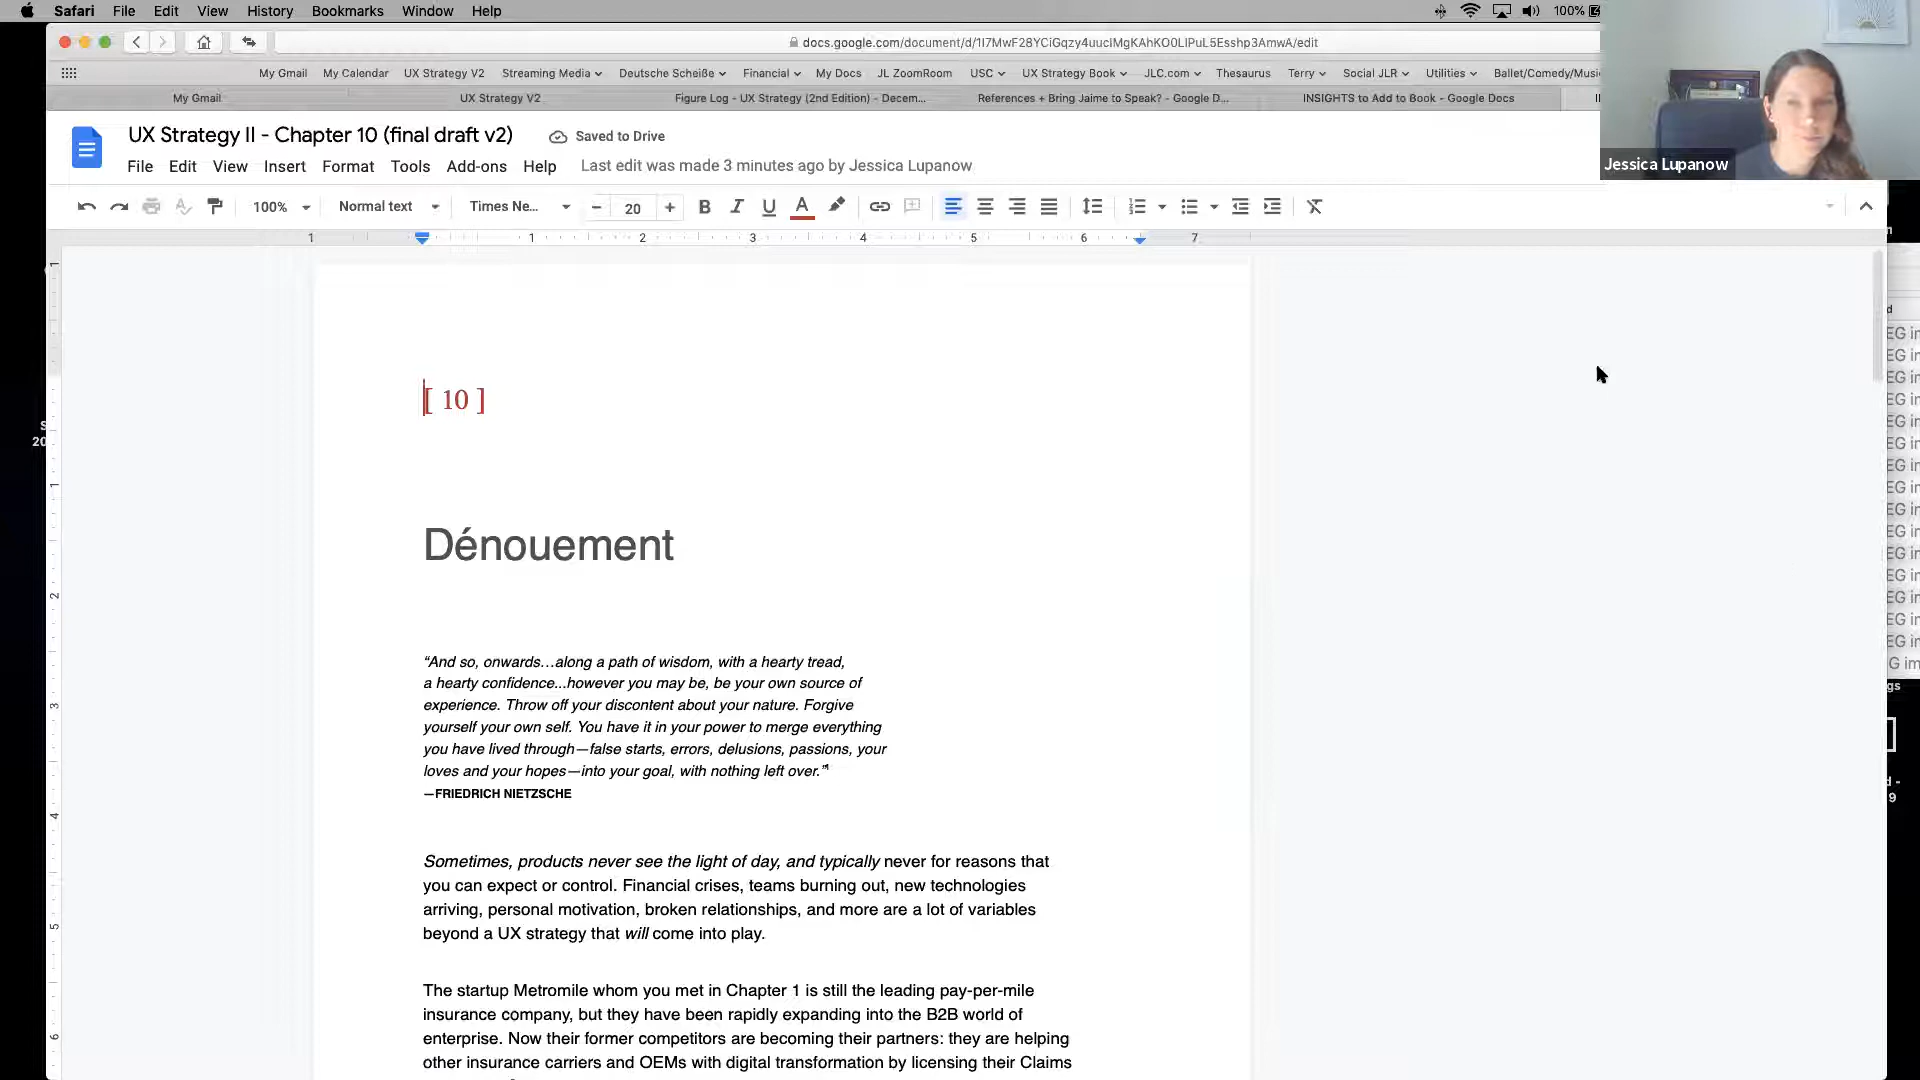 Safari File Edit View History Bookmarks Window Help 100%
docs.google.com/document/d/1I7MwF28YCiGqzy4uuciMgKAhKO0LIPuL5Esshp3AmwA/edit
My Gmail My Calendar UX Strategy V2 Streaming Media Deutsche Scheiße Financial My Docs JL ZoomRoom USC UX Strategy Book JLC.com Thesaurus Terry Social JLR Utilities Ballet/Comedy/Music
My Gmail UX Strategy V2 Figure Log - UX Strategy (2nd Edition) - Decem... References + Bring Jaime to Speak? - Google D... INSIGHTS to Add to Book - Google Docs
UX Strategy II - Chapter 10 (final draft v2) Saved to Drive
Jessica Lupanow
File Edit View Insert Format Tools Add-ons Help Last edit was made 3 minutes ago by Jessica Lupanow
100% Normal text Times Ne... 20 B I U A
1 1 2 3 4 5 6 7
[ 10 ]
Dénouement
“And so, onwards…along a path of wisdom, with a hearty tread,
a hearty confidence...however you may be, be your own source of
experience. Throw off your discontent about your nature. Forgive
yourself your own self. You have it in your power to merge everything
you have lived through—false starts, errors, delusions, passions, your
loves and your hopes—into your goal, with nothing left over.”¹
—FRIEDRICH NIETZSCHE
Sometimes, products never see the light of day, and typically never for reasons that
you can expect or control. Financial crises, teams burning out, new technologies
arriving, personal motivation, broken relationships, and more are a lot of variables
beyond a UX strategy that will come into play.
The startup Metromile whom you met in Chapter 1 is still the leading pay-per-mile
insurance company, but they have been rapidly expanding into the B2B world of
enterprise. Now their former competitors are becoming their partners: they are helping
other insurance carriers and OEMs with digital transformation by licensing their Claims